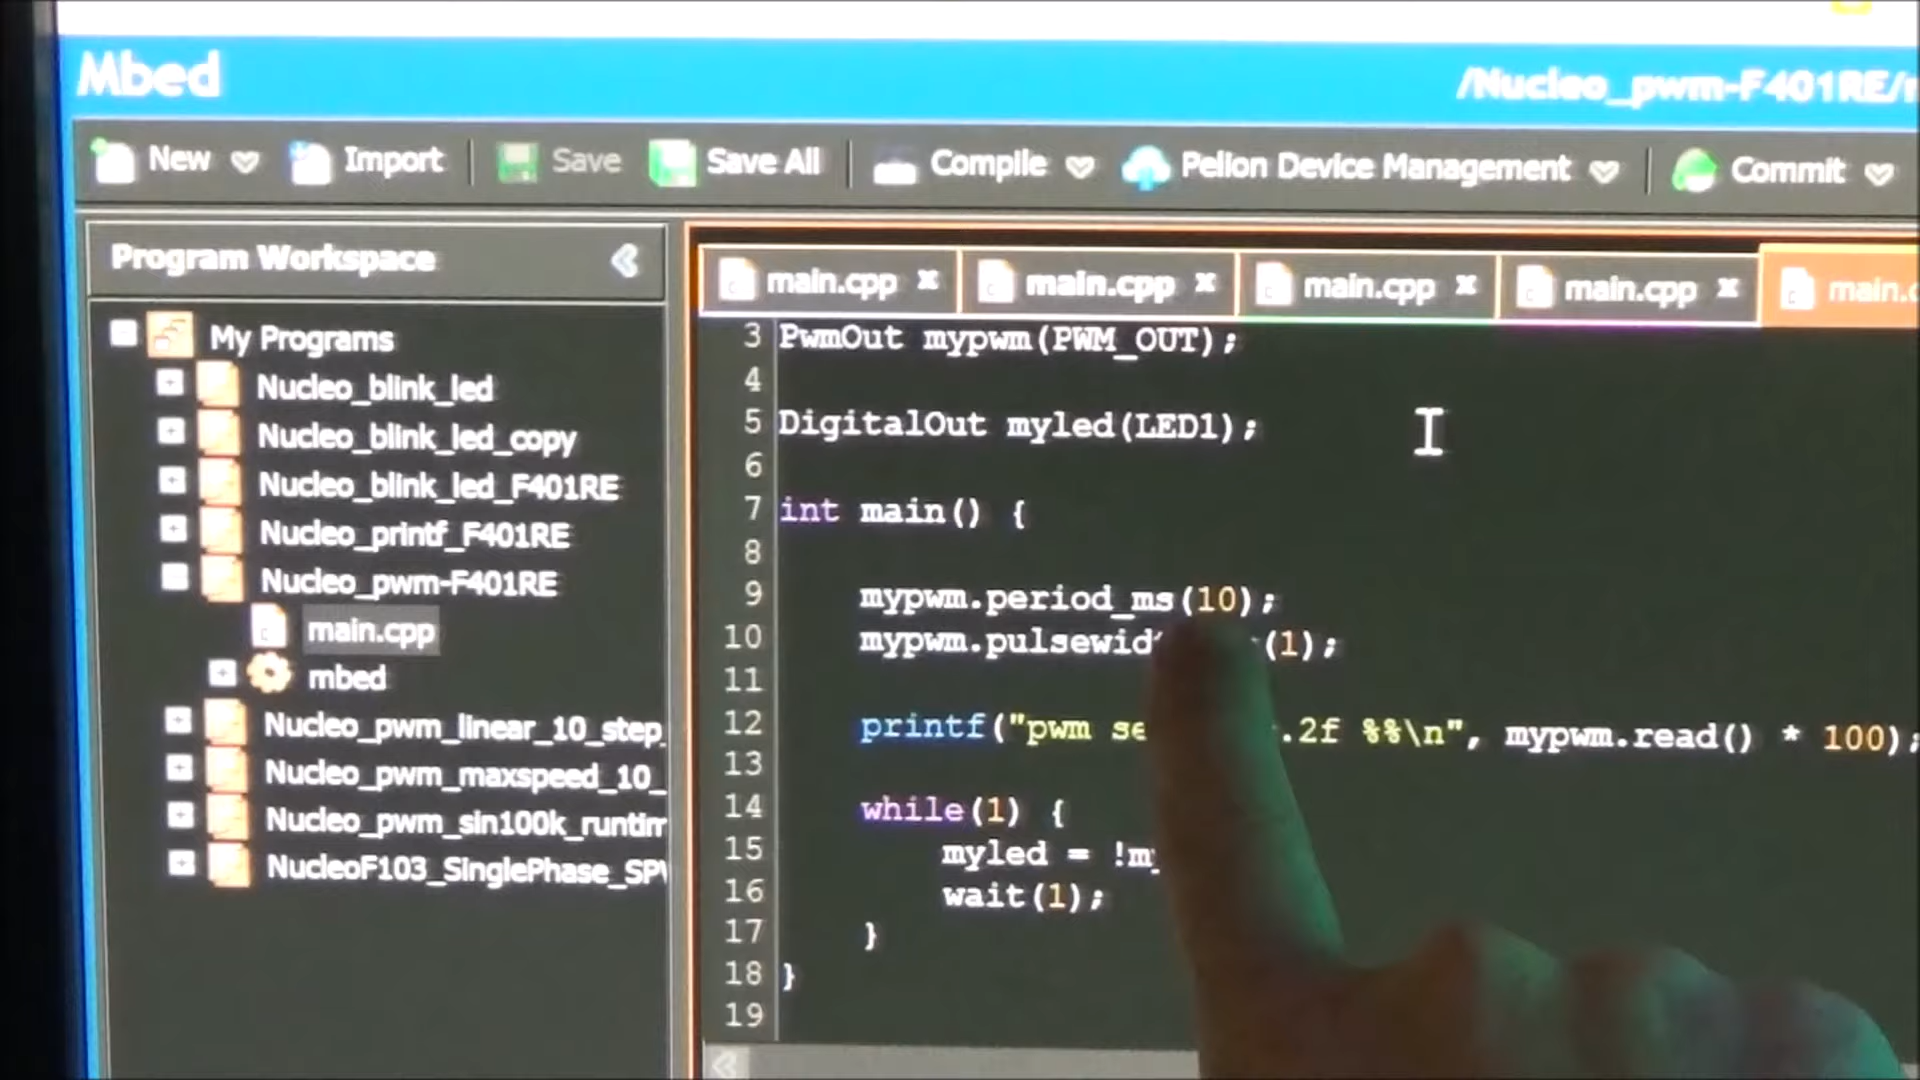 Mbed
/Nucleo_pwm-F401RE/
New Import Save Save All Compile Pelion Device Management Commit
Program Workspace
My Programs
Nucleo_blink_led
Nucleo_blink_led_copy
Nucleo_blink_led_F401RE
Nucleo_printf_F401RE
Nucleo_pwm-F401RE
main.cpp
mbed
Nucleo_pwm_linear_10_step_
Nucleo_pwm_maxspeed_10_
Nucleo_pwm_sin100k_runtim
NucleoF103_SinglePhase_SP
main.cpp x main.cpp x main.cpp x main.cpp x main.c
3 PwmOut mypwm(PWM_OUT);
4
5 DigitalOut myled(LED1);
6
7 int main() {
8
9 mypwm.period_ms(10);
10 mypwm.pulsewid (1);
11
12 printf("pwm se .2f %%\n", mypwm.read() * 100);
13
14 while(1) {
15 myled = !m
16 wait(1);
17 }
18 }
19